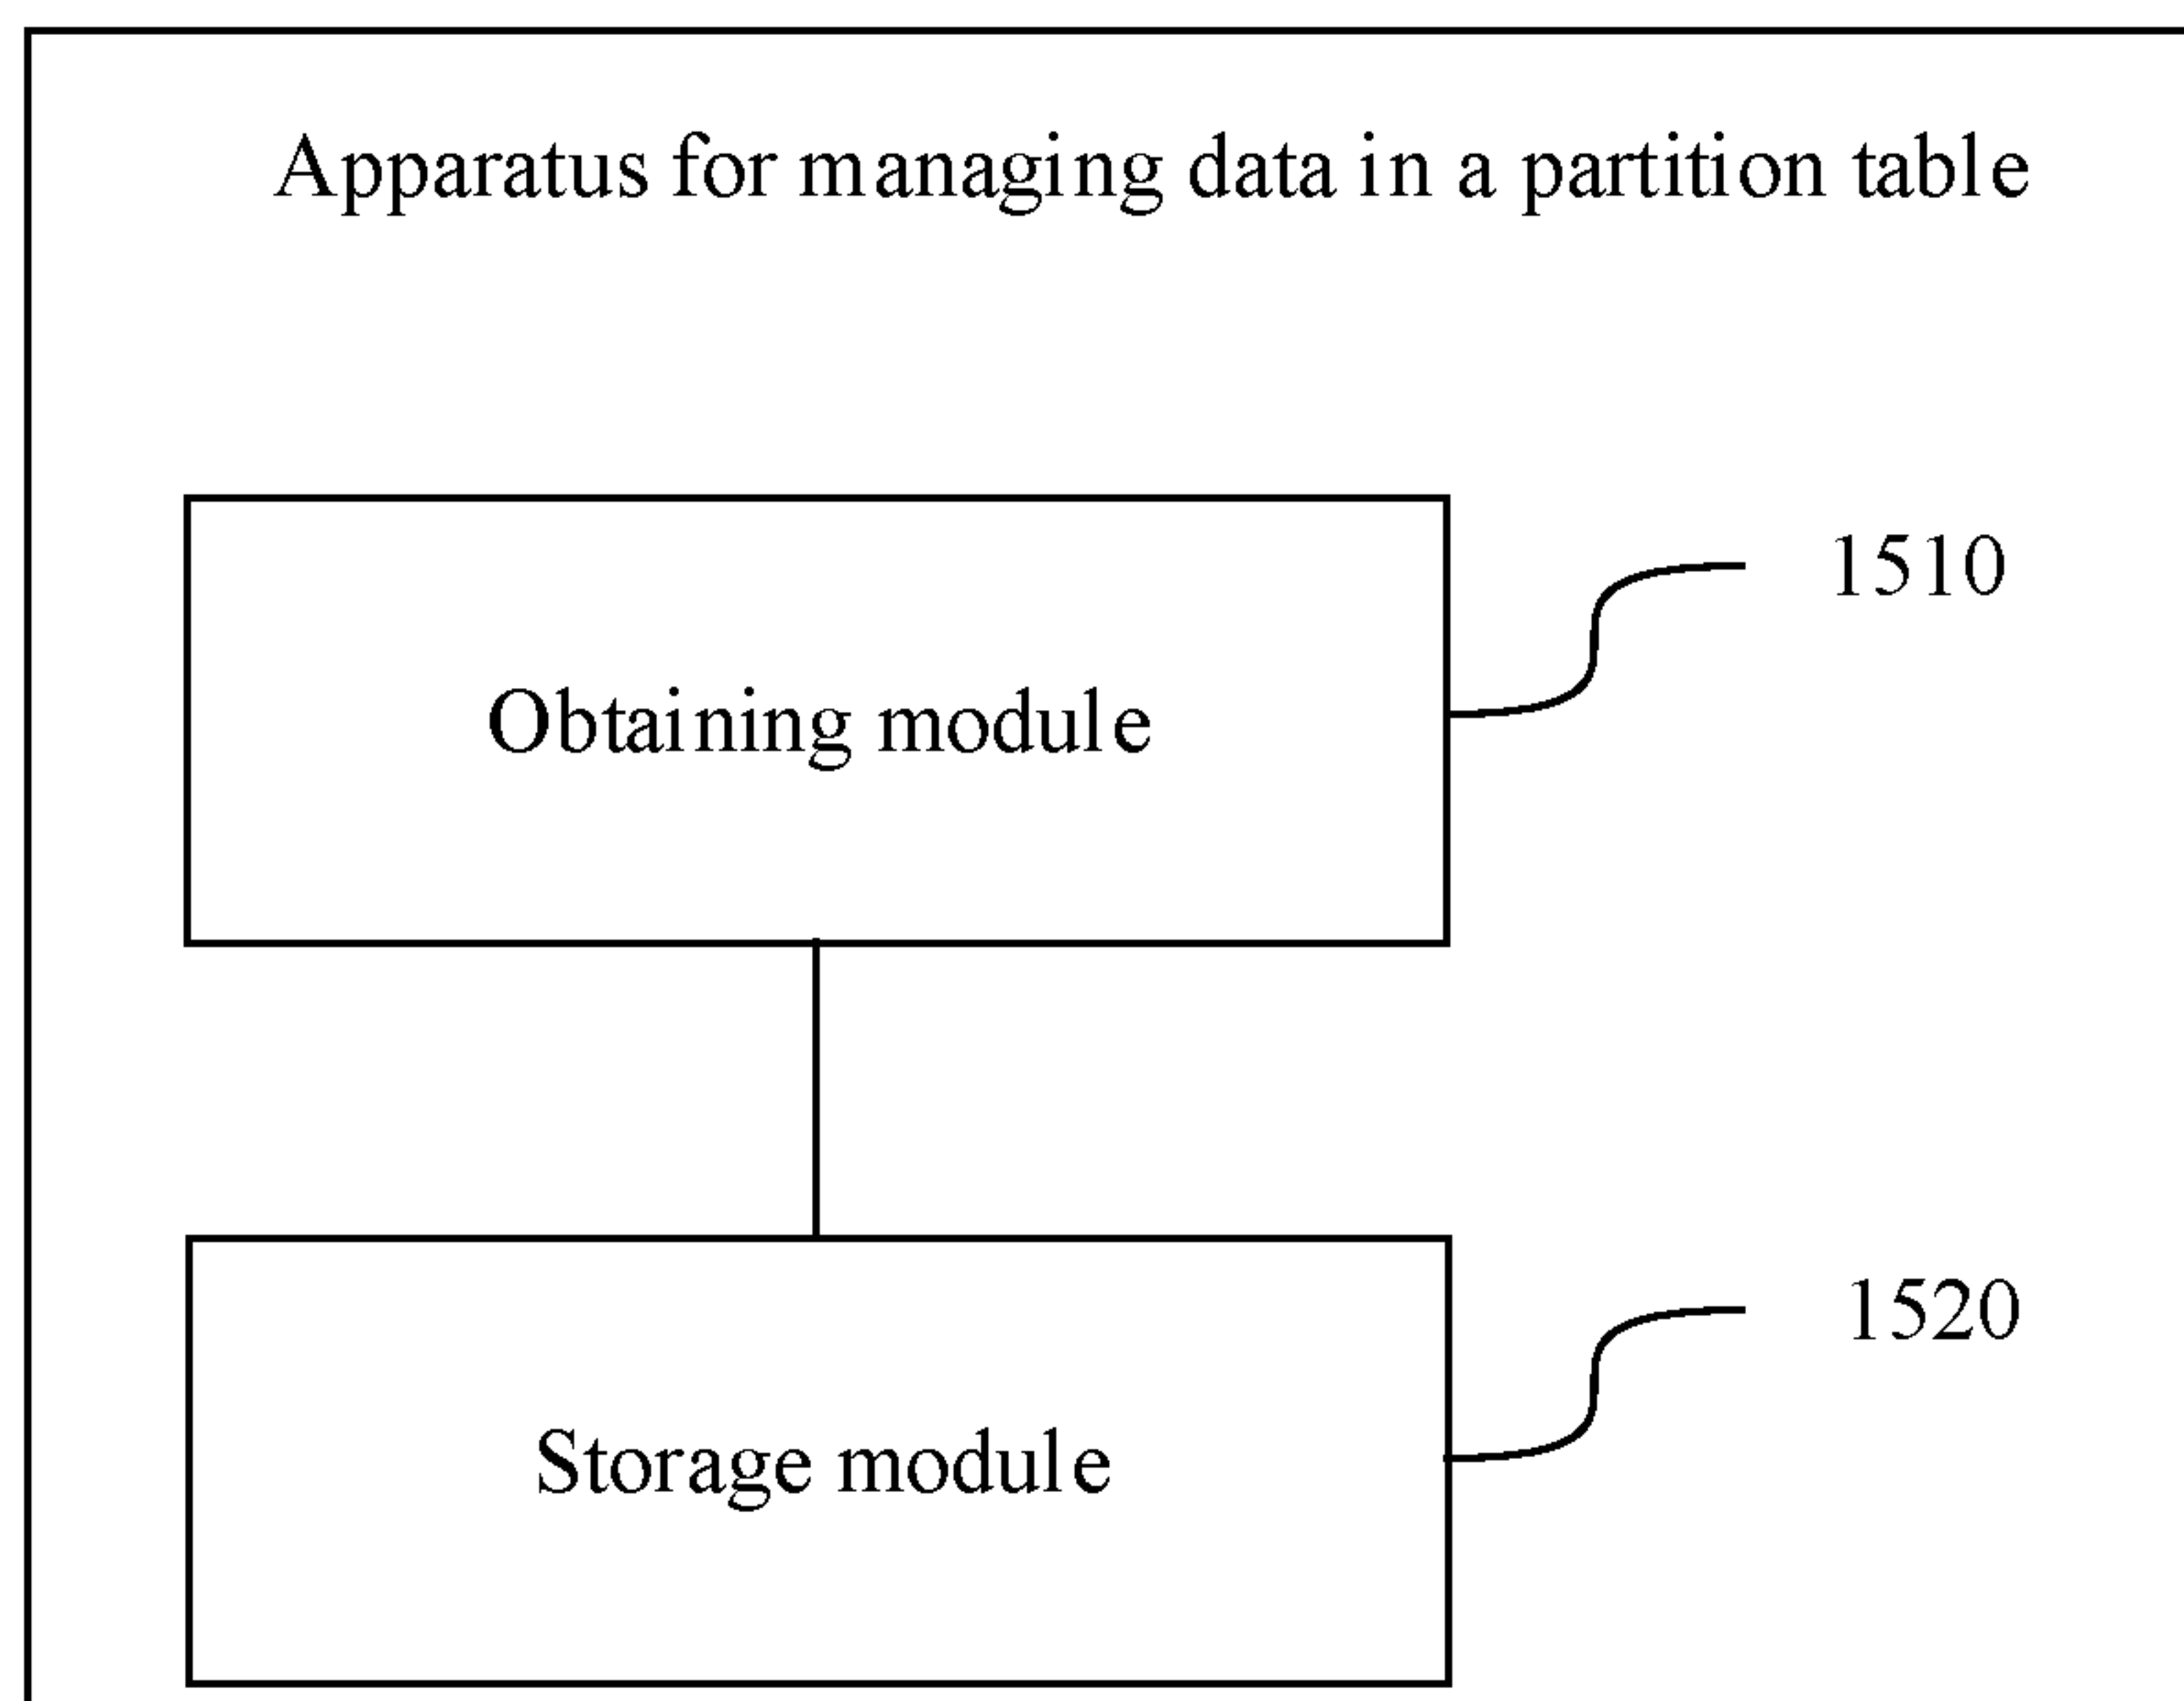 Apparatus for managing data in a partition table
1510
Obtaining module
1520
Storage module